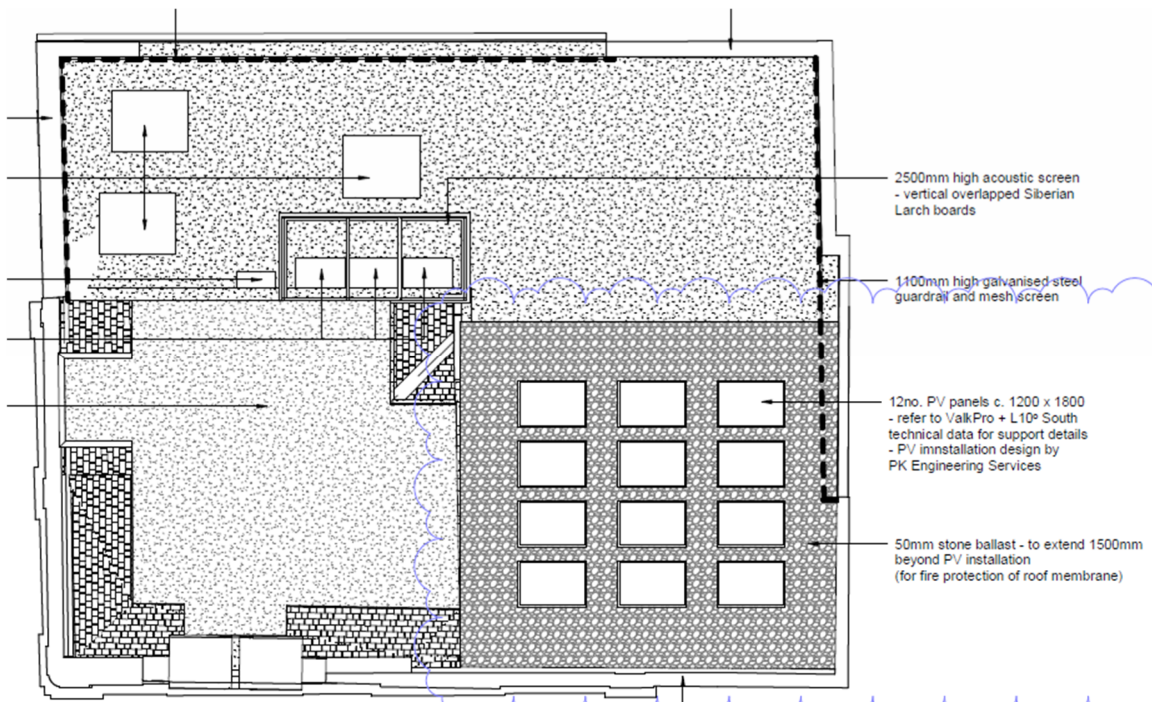 2500mm high acoustic screen
- vertical overlapped Siberian
Larch boards
1100mm high galvanised steel
guardrail and mesh screen
12no. PV panels c. 1200 x 1800
- refer to ValkPro + L10º South
technical data for support details
- PV imnstallation design by
PK Engineering Services
50mm stone ballast - to extend 1500mm
beyond PV installation
(for fire protection of roof membrane)